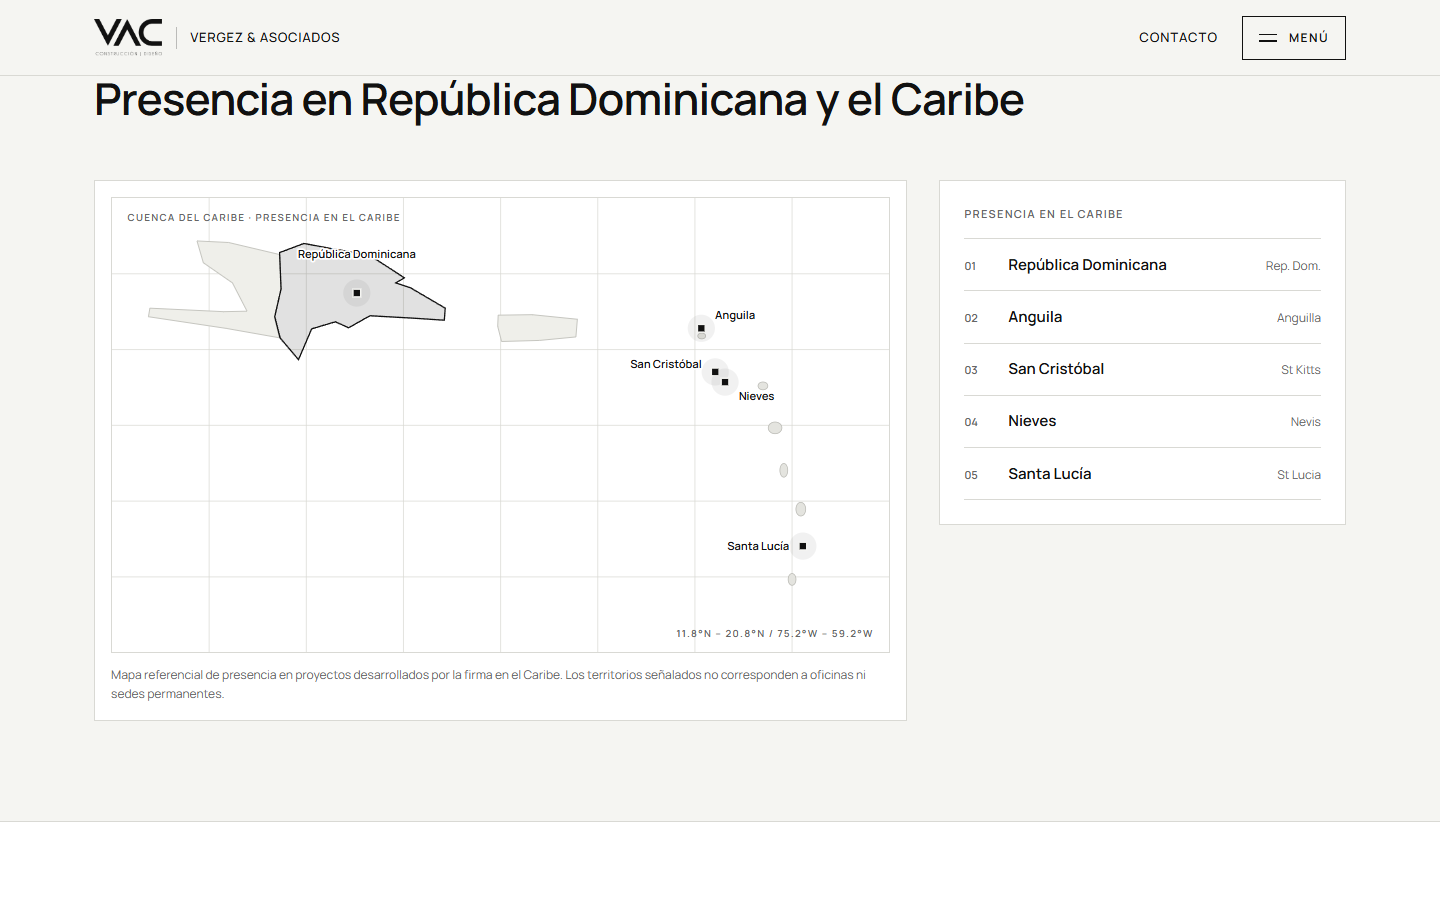 VAC
CONSTRUCCIÓN | DISEÑO
VERGEZ & ASOCIADOS
CONTACTO
MENÚ
Presencia en República Dominicana y el Caribe
CUENCA DEL CARIBE · PRESENCIA EN EL CARIBE
República Dominicana
Anguila
San Cristóbal
Nieves
Santa Lucía
11.8°N – 20.8°N / 75.2°W – 59.2°W
Mapa referencial de presencia en proyectos desarrollados por la firma en el Caribe. Los territorios señalados no corresponden a oficinas ni
sedes permanentes.
PRESENCIA EN EL CARIBE
01 República Dominicana Rep. Dom.
02 Anguila Anguilla
03 San Cristóbal St Kitts
04 Nieves Nevis
05 Santa Lucía St Lucia